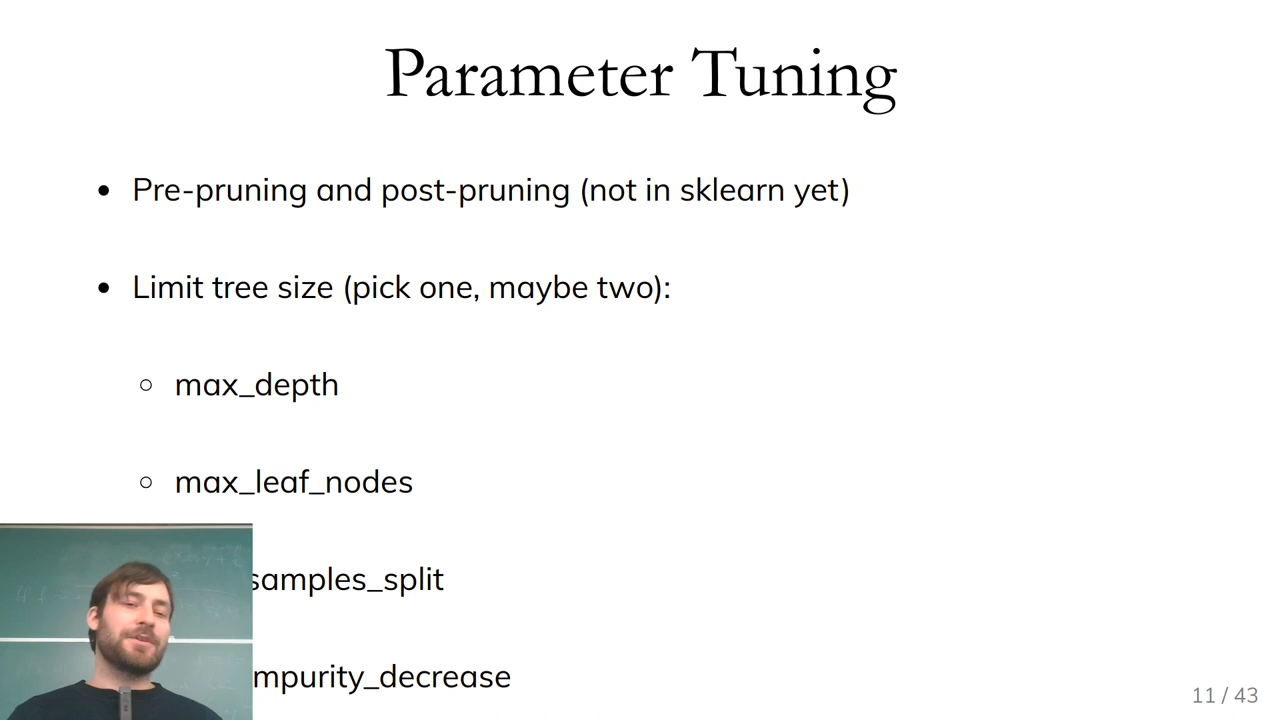 Parameter Tuning
Pre-pruning and post-pruning (not in sklearn yet)
Limit tree size (pick one, maybe two):
max_depth
max_leaf_nodes
samples_split
mpurity_decrease
11 / 43